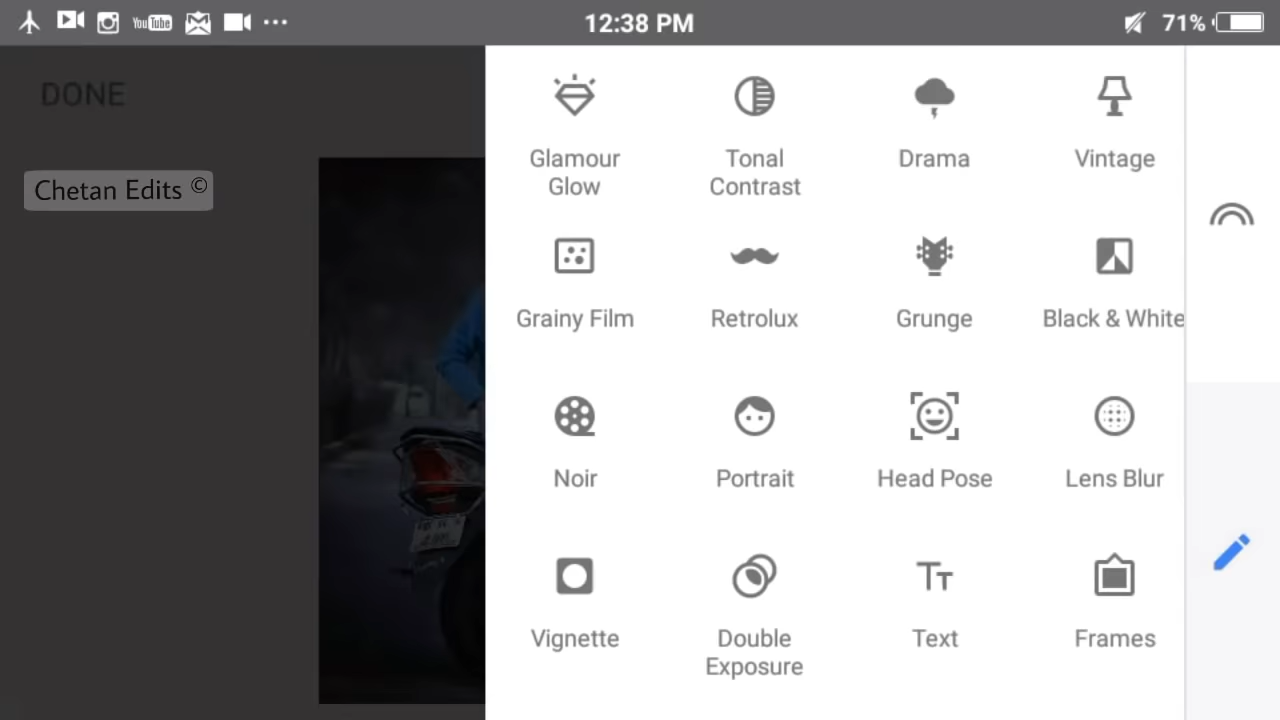 YouTube
12:38 PM
71%
DONE
Chetan Edits ©
Glamour Glow
Tonal Contrast
Drama
Vintage
Grainy Film
Retrolux
Grunge
Black & White
Noir
Portrait
Head Pose
Lens Blur
Vignette
Double Exposure
Text
Frames